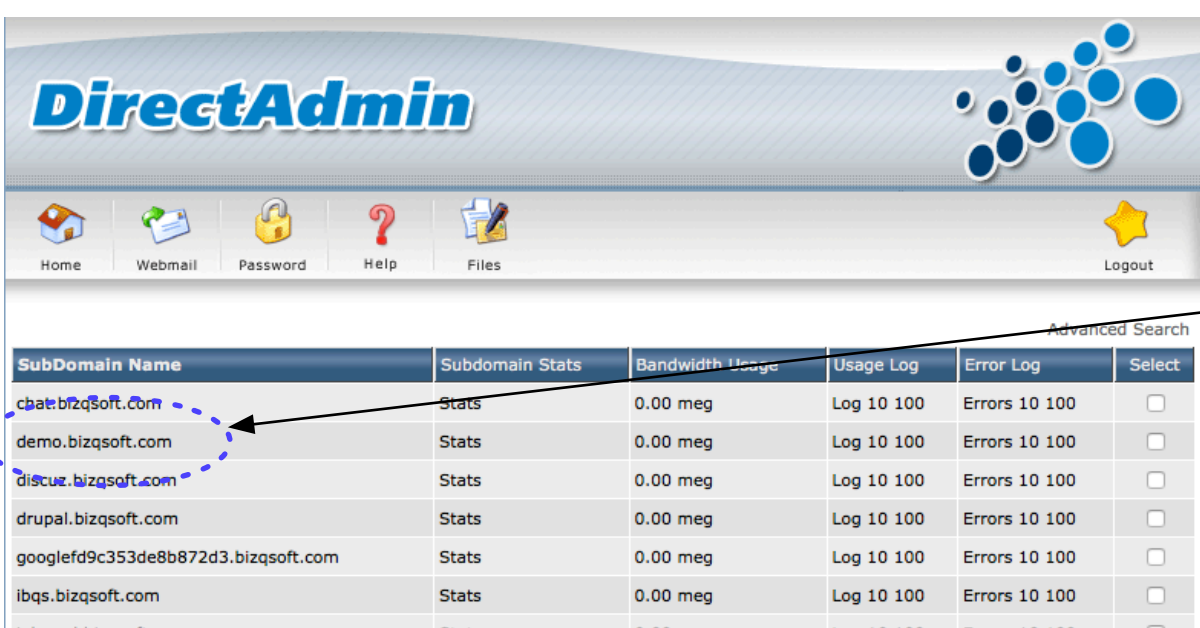 DirectAdmin
Home Webmail Password Help Files Logout
Advanced Search
SubDomain Name Subdomain Stats Bandwidth Usage Usage Log Error Log Select
chat.bizqsoft.com Stats 0.00 meg Log 10 100 Errors 10 100
demo.bizqsoft.com Stats 0.00 meg Log 10 100 Errors 10 100
discuz.bizqsoft.com Stats 0.00 meg Log 10 100 Errors 10 100
drupal.bizqsoft.com Stats 0.00 meg Log 10 100 Errors 10 100
googlefd9c353de8b872d3.bizqsoft.com Stats 0.00 meg Log 10 100 Errors 10 100
ibqs.bizqsoft.com Stats 0.00 meg Log 10 100 Errors 10 100